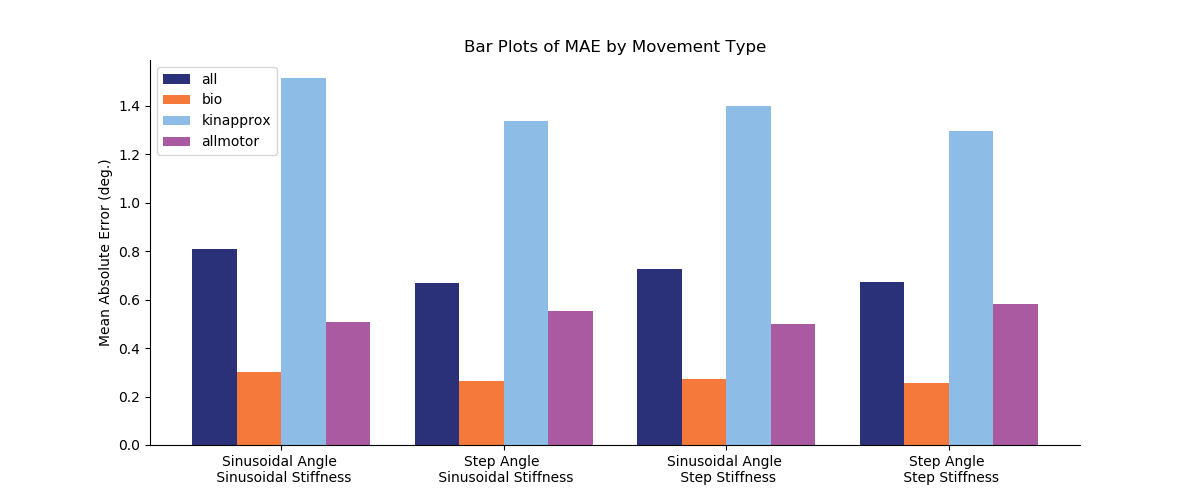 Bar Plots of MAE by Movement Type
all
bio
kinapprox
allmotor
Mean Absolute Error (deg.)
1.4
1.2
1.0
0.8
0.6
0.4
0.2
0.0
Sinusoidal Angle
Sinusoidal Stiffness
Step Angle
Sinusoidal Stiffness
Sinusoidal Angle
Step Stiffness
Step Angle
Step Stiffness